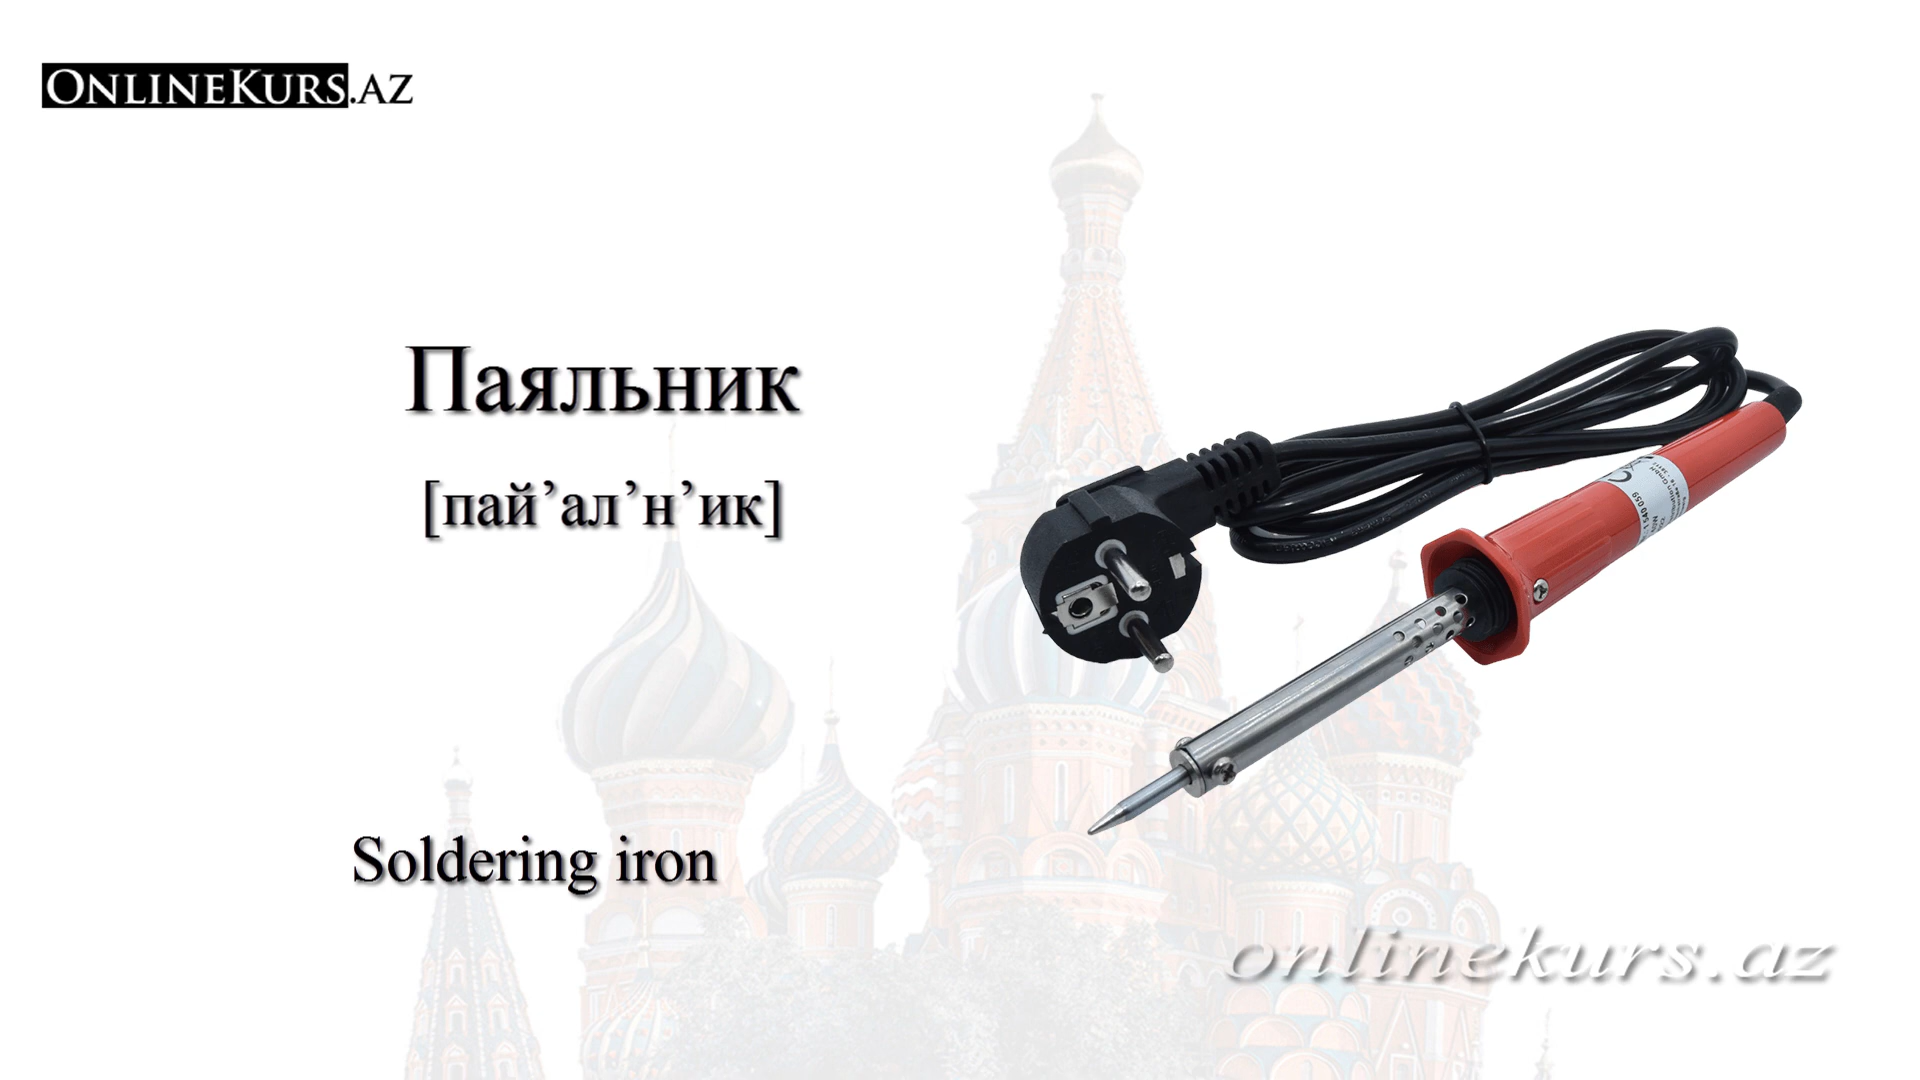 ONLINEKURS.AZ
Паяльник
[пай’ал’н’ик]
Soldering iron
onlinekurs.az